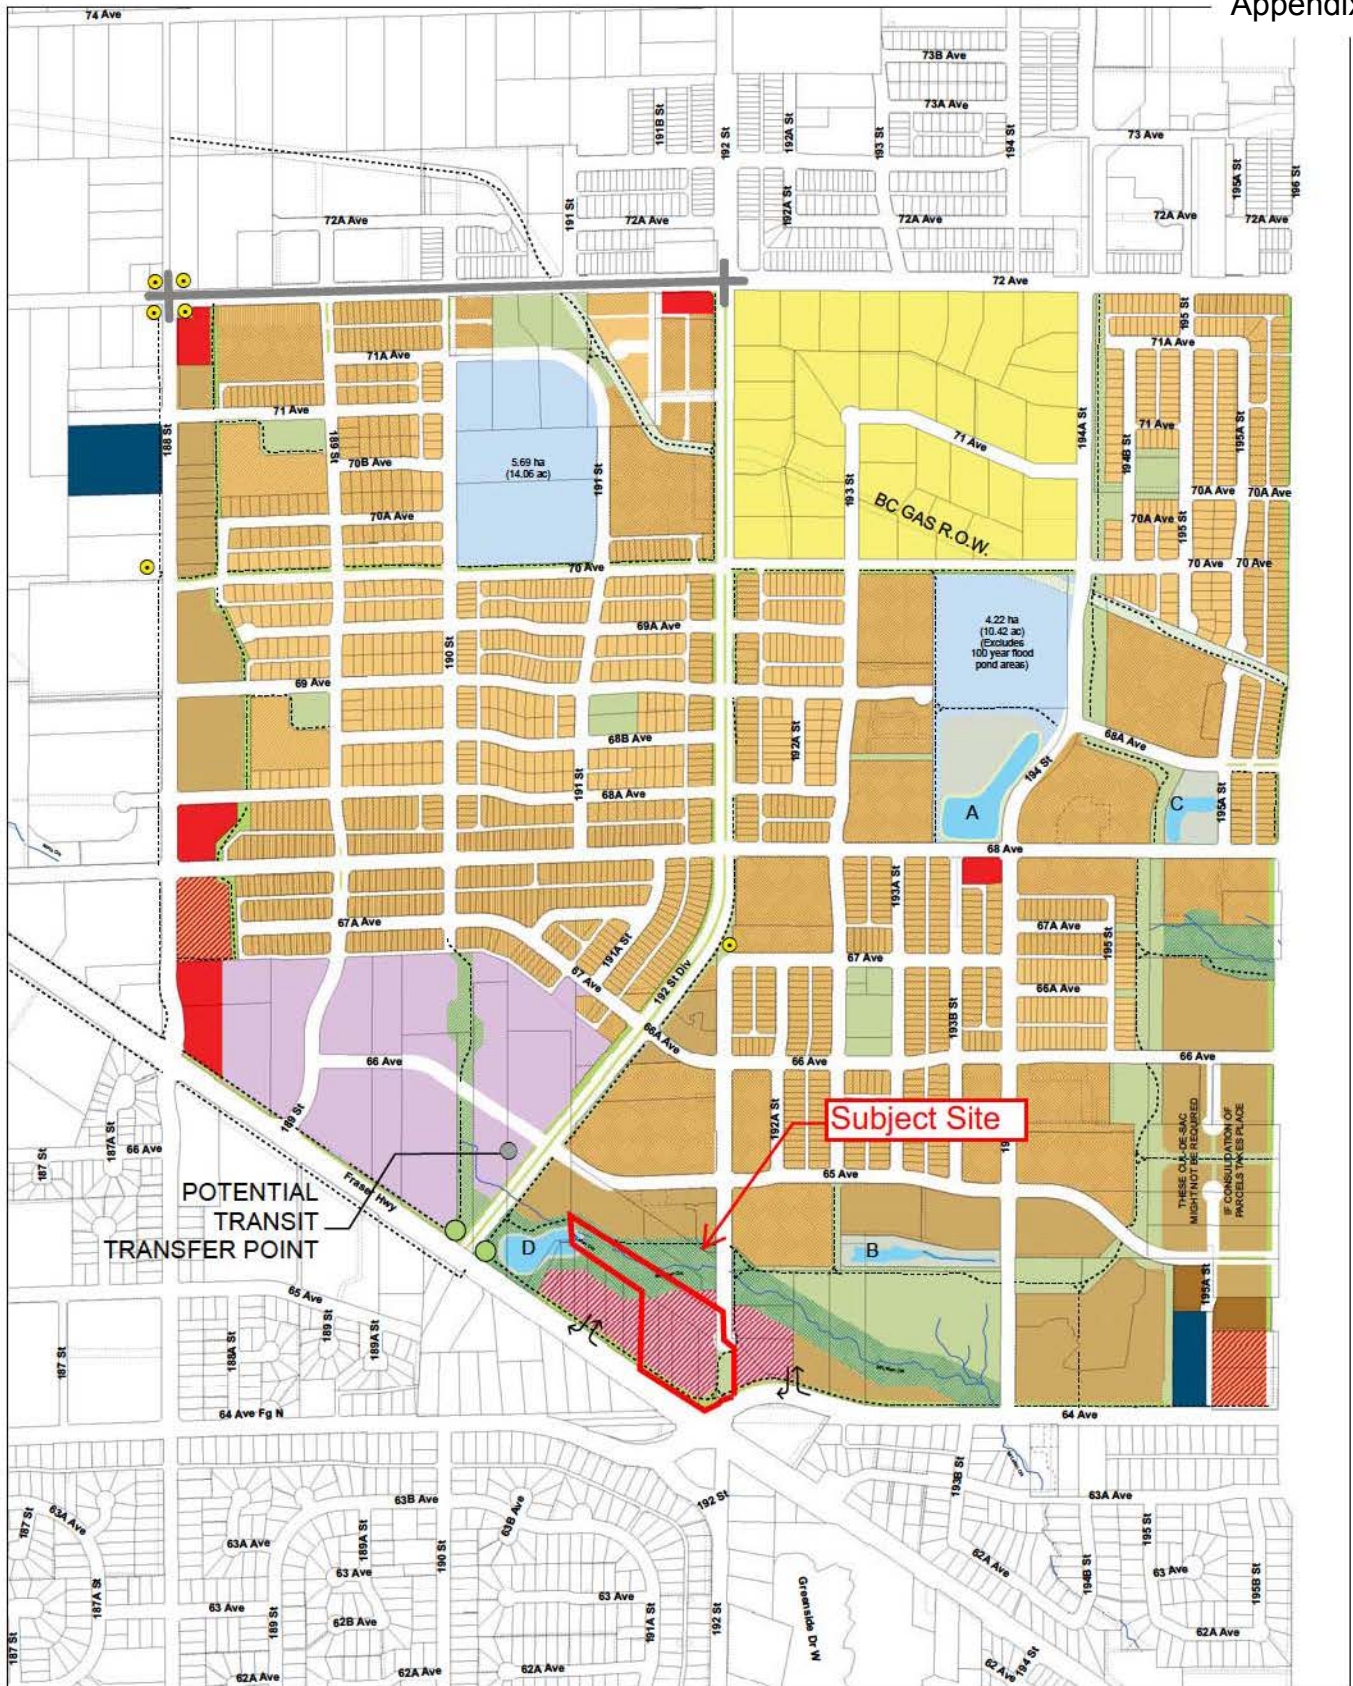 Appendix
74 Ave
73B Ave
73A Ave
191B St
192 St
192A St
193 St
194 St
73 Ave
195A St
196 St
192A St
191 St
72A Ave
72A Ave
72A Ave
72A Ave
72A Ave
72 Ave
195 St
71A Ave
71A Ave
71 Ave
188 St
189 St
70B Ave
5.69 ha
(14.06 ac)
191 St
71 Ave
194A St
194B St
71 Ave
195A St
193 St
BC GAS R.O.W.
70A Ave
70A Ave
70A Ave
70A Ave
195 St
70 Ave
70 Ave
70 Ave
190 St
69A Ave
4.22 ha
(10.42 ac)
(Excludes
100 year flood
pond areas)
69 Ave
68B Ave
192A St
68A Ave
194 St
191 St
68A Ave
A
C
195A St
68 Ave
193A St
67A Ave
67A Ave
195 St
191A St
67 Ave
67 Ave
192 St Div
66A Ave
66A Ave
193B St
66 Ave
66 Ave
66 Ave
189 St
192A St
Subject Site
THESE CUL-DE-SAC
MIGHT NOT BE REQUIRED
IF CONSOLIDATION OF
PARCELS TAKES PLACE
187A St
66 Ave
187 St
65 Ave
Fraser Hwy
POTENTIAL
TRANSIT
TRANSFER POINT
D
B
195A St
65 Ave
189 St
188A St
189A St
187 St
64 Ave Fg N
64 Ave
192 St
193B St
63A Ave
63B Ave
63B Ave
187 St
63A Ave
63A Ave
189A St
190 St
195 St
62A Ave
194B St
63 Ave
195B St
187A St
63 Ave
63 Ave
63 Ave
189 St
62B Ave
191A St
192 St
Greenside Dr W
62A Ave
187 St
62A Ave
62A Ave
62A Ave
62 Ave
194 St